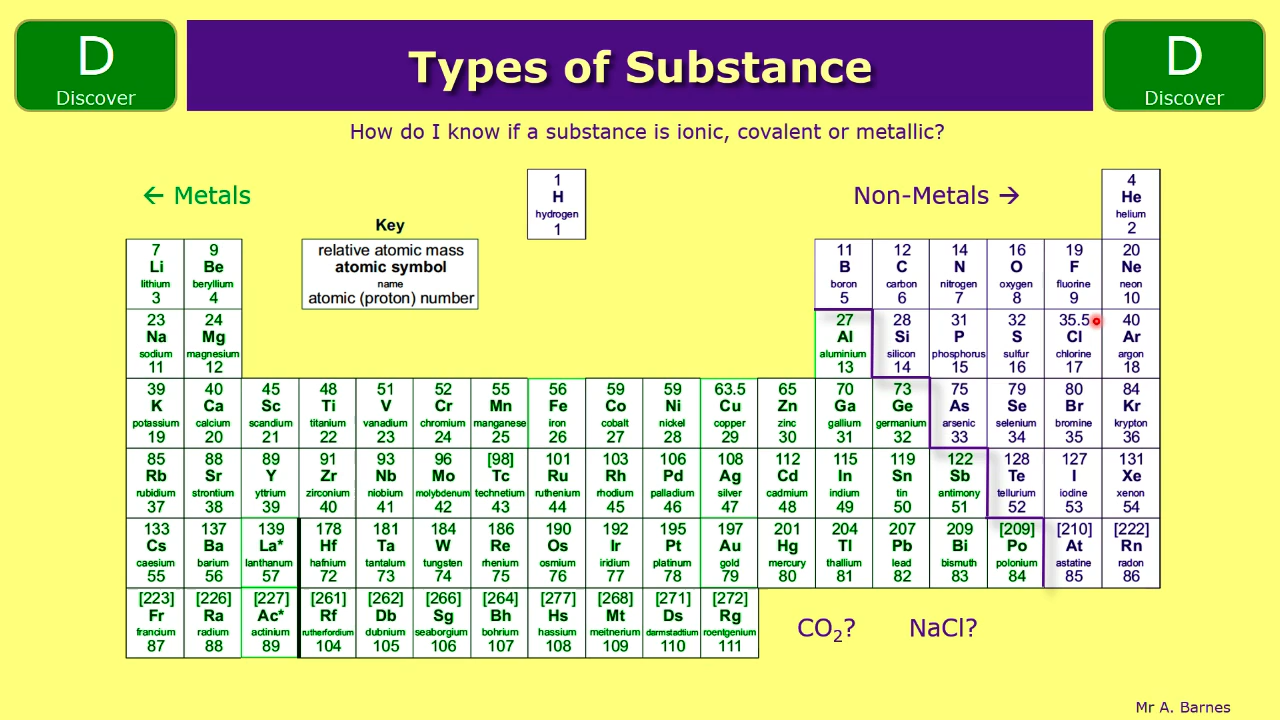 D
Discover
Types of Substance
D
Discover
How do I know if a substance is ionic, covalent or metallic?
← Metals
Non-Metals →
Key
relative atomic mass
atomic symbol
name
atomic (proton) number
1
H
hydrogen
1
4
He
helium
2
7 9 11 12 14 16 19 20
Li Be B C N O F Ne
lithium beryllium boron carbon nitrogen oxygen fluorine neon
3 4 5 6 7 8 9 10
23 24 27 28 31 32 35.5 40
Na Mg Al Si P S Cl Ar
sodium magnesium aluminium silicon phosphorus sulfur chlorine argon
11 12 13 14 15 16 17 18
39 40 45 48 51 52 55 56 59 59 63.5 65 70 73 75 79 80 84
K Ca Sc Ti V Cr Mn Fe Co Ni Cu Zn Ga Ge As Se Br Kr
potassium calcium scandium titanium vanadium chromium manganese iron cobalt nickel copper zinc gallium germanium arsenic selenium bromine krypton
19 20 21 22 23 24 25 26 27 28 29 30 31 32 33 34 35 36
85 88 89 91 93 96 [98] 101 103 106 108 112 115 119 122 128 127 131
Rb Sr Y Zr Nb Mo Tc Ru Rh Pd Ag Cd In Sn Sb Te I Xe
rubidium strontium yttrium zirconium niobium molybdenum technetium ruthenium rhodium palladium silver cadmium indium tin antimony tellurium iodine xenon
37 38 39 40 41 42 43 44 45 46 47 48 49 50 51 52 53 54
133 137 139 178 181 184 186 190 192 195 197 201 204 207 209 [209] [210] [222]
Cs Ba La* Hf Ta W Re Os Ir Pt Au Hg Tl Pb Bi Po At Rn
caesium barium lanthanum hafnium tantalum tungsten rhenium osmium iridium platinum gold mercury thallium lead bismuth polonium astatine radon
55 56 57 72 73 74 75 76 77 78 79 80 81 82 83 84 85 86
[223] [226] [227] [261] [262] [266] [264] [277] [268] [271] [272]
Fr Ra Ac* Rf Db Sg Bh Hs Mt Ds Rg
francium radium actinium rutherfordium dubnium seaborgium bohrium hassium meitnerium darmstadtium roentgenium
87 88 89 104 105 106 107 108 109 110 111
CO₂? NaCl?
Mr A. Barnes